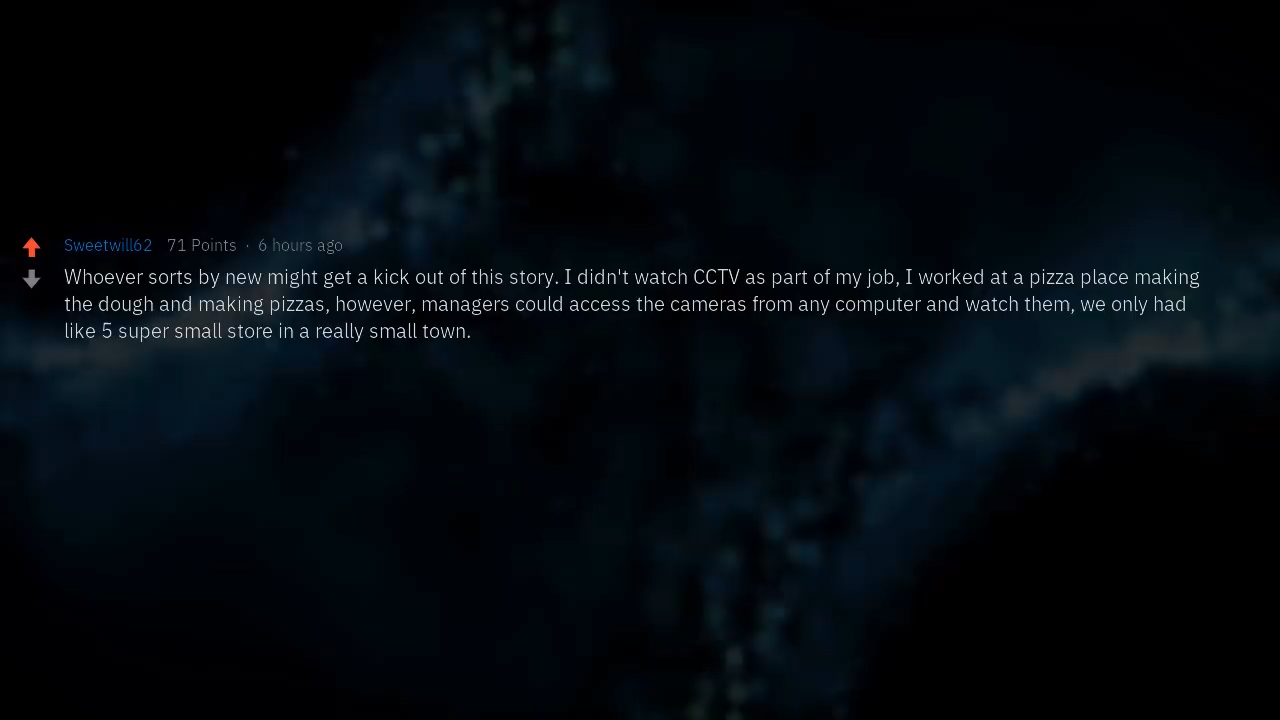 Sweetwill62 71 Points · 6 hours ago
Whoever sorts by new might get a kick out of this story. I didn't watch CCTV as part of my job, I worked at a pizza place making
the dough and making pizzas, however, managers could access the cameras from any computer and watch them, we only had
like 5 super small store in a really small town.